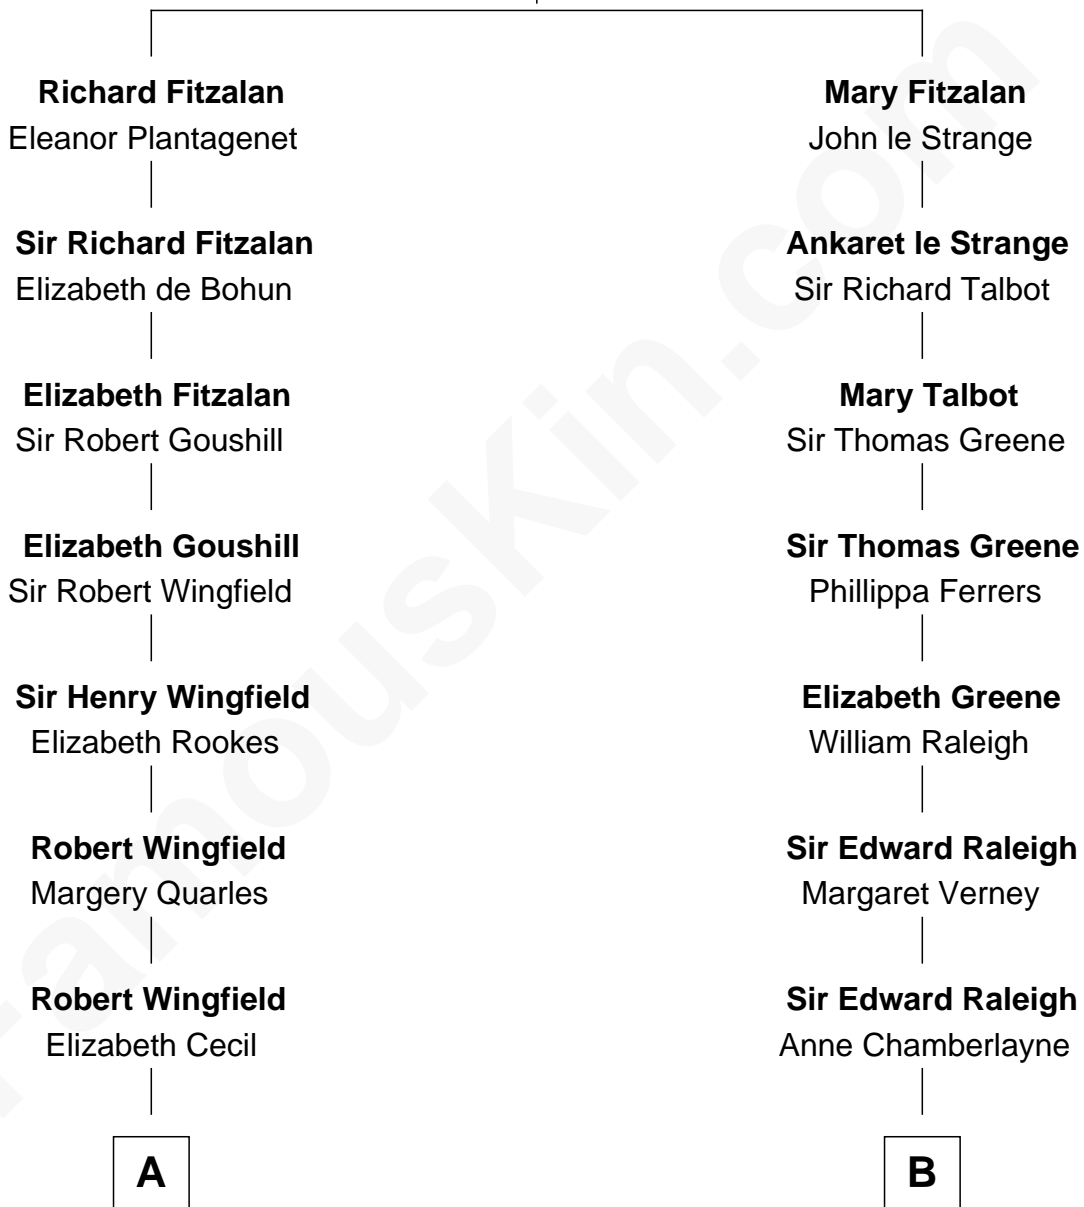 Richard Fitzalan
Eleanor Plantagenet
Sir Richard Fitzalan
Elizabeth de Bohun
Elizabeth Fitzalan
Sir Robert Goushill
Elizabeth Goushill
Sir Robert Wingfield
Sir Henry Wingfield
Elizabeth Rookes
Robert Wingfield
Margery Quarles
Robert Wingfield
Elizabeth Cecil
A
Mary Fitzalan
John le Strange
Ankaret le Strange
Sir Richard Talbot
Mary Talbot
Sir Thomas Greene
Sir Thomas Greene
Phillippa Ferrers
Elizabeth Greene
William Raleigh
Sir Edward Raleigh
Margaret Verney
Sir Edward Raleigh
Anne Chamberlayne
B
FamousKin.com